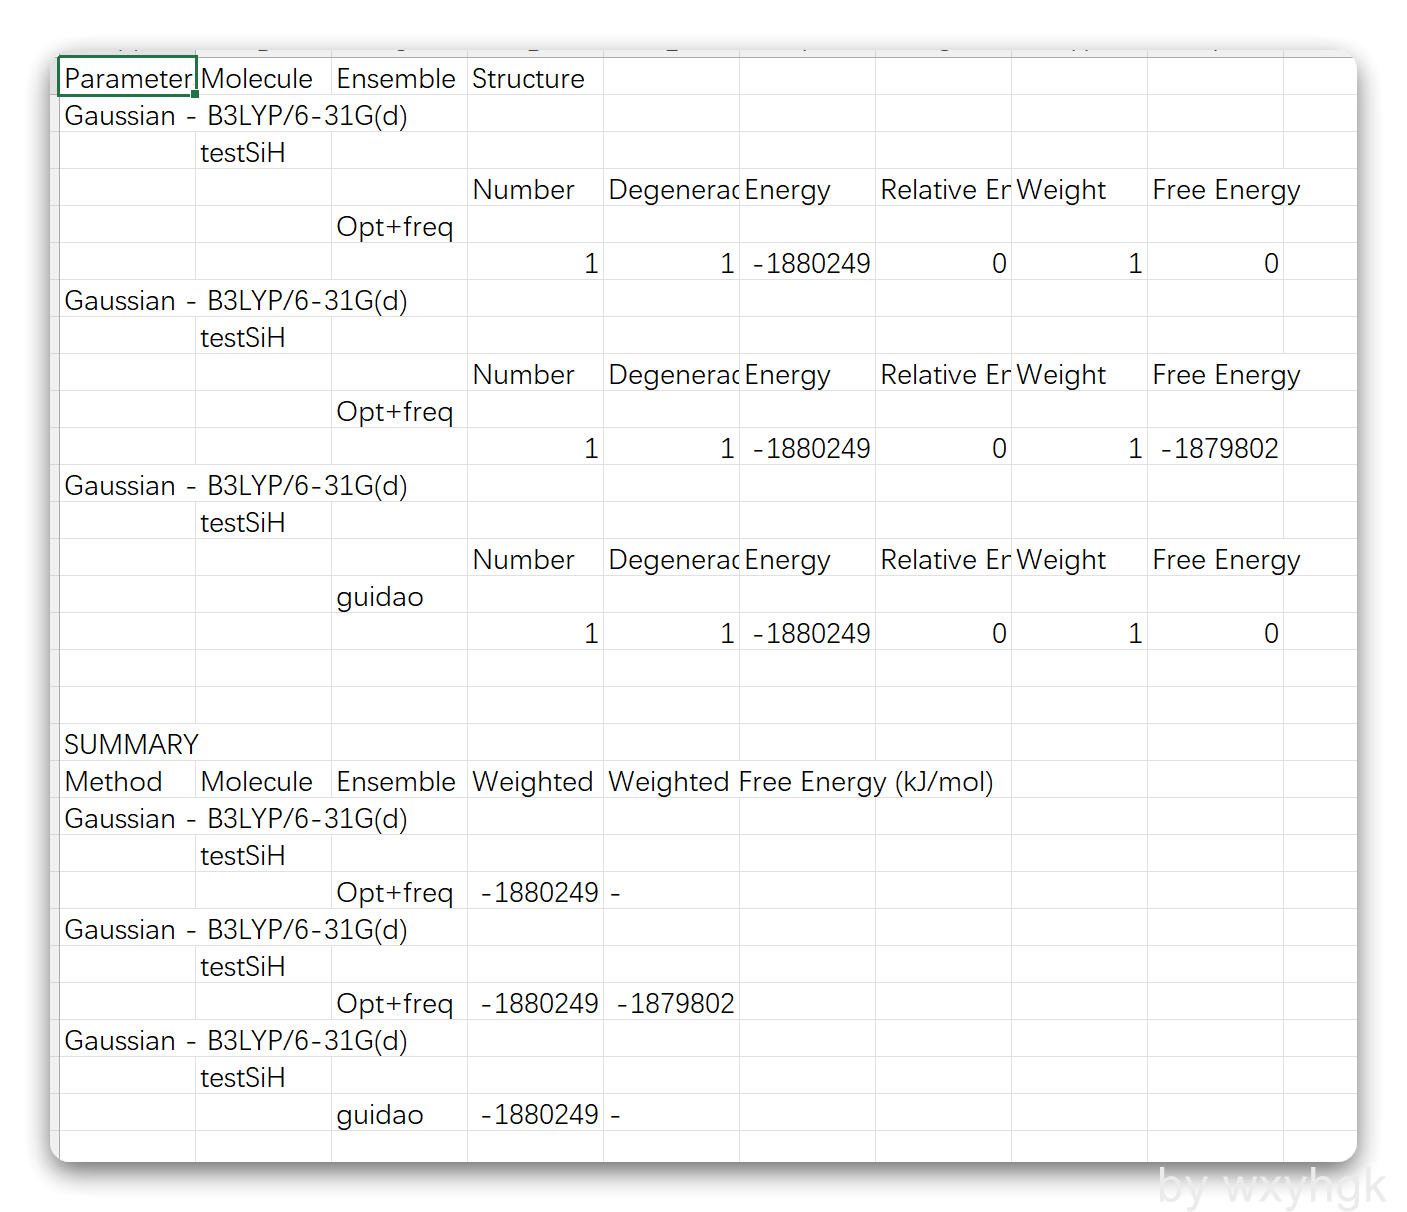 Parameter Molecule Ensemble Structure
Gaussian - B3LYP/6-31G(d)
testSiH
Number Degenerac Energy Relative En Weight Free Energy
Opt+freq
1 1 -1880249 0 1 0
Gaussian - B3LYP/6-31G(d)
testSiH
Number Degenerac Energy Relative En Weight Free Energy
Opt+freq
1 1 -1880249 0 1 -1879802
Gaussian - B3LYP/6-31G(d)
testSiH
Number Degenerac Energy Relative En Weight Free Energy
guidao
1 1 -1880249 0 1 0
SUMMARY
Method Molecule Ensemble Weighted Weighted Free Energy (kJ/mol)
Gaussian - B3LYP/6-31G(d)
testSiH
Opt+freq -1880249 -
Gaussian - B3LYP/6-31G(d)
testSiH
Opt+freq -1880249 -1879802
Gaussian - B3LYP/6-31G(d)
testSiH
guidao -1880249 -
by wxyhgk